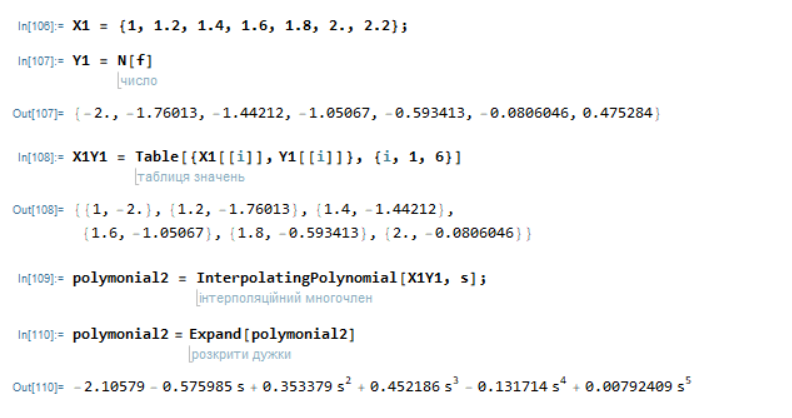 In[106]:= X1 = {1, 1.2, 1.4, 1.6, 1.8, 2., 2.2};
In[107]:= Y1 = N[f]
число
Out[107]= {-2., -1.76013, -1.44212, -1.05067, -0.593413, -0.0806046, 0.475284}
In[108]:= X1Y1 = Table[{X1[[i]], Y1[[i]]}, {i, 1, 6}]
таблиця значень
Out[108]= {{1, -2.}, {1.2, -1.76013}, {1.4, -1.44212},
{1.6, -1.05067}, {1.8, -0.593413}, {2., -0.0806046}}
In[109]:= polymonial2 = InterpolatingPolynomial[X1Y1, s];
інтерполяційний многочлен
In[110]:= polymonial2 = Expand[polymonial2]
розкрити дужки
Out[110]= -2.10579 - 0.575985 s + 0.353379 s² + 0.452186 s³ - 0.131714 s⁴ + 0.00792409 s⁵